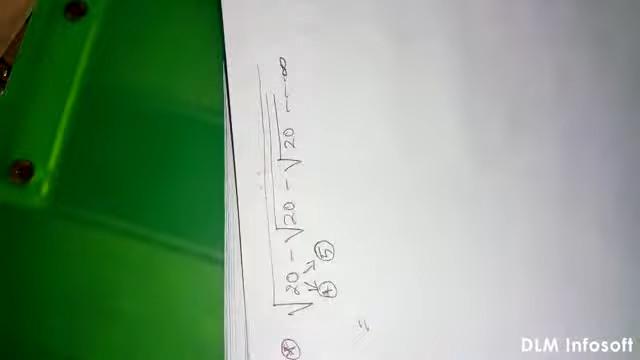 * √20 - √20 - √20 - - - ∞
4 5
=
DLM Infosoft